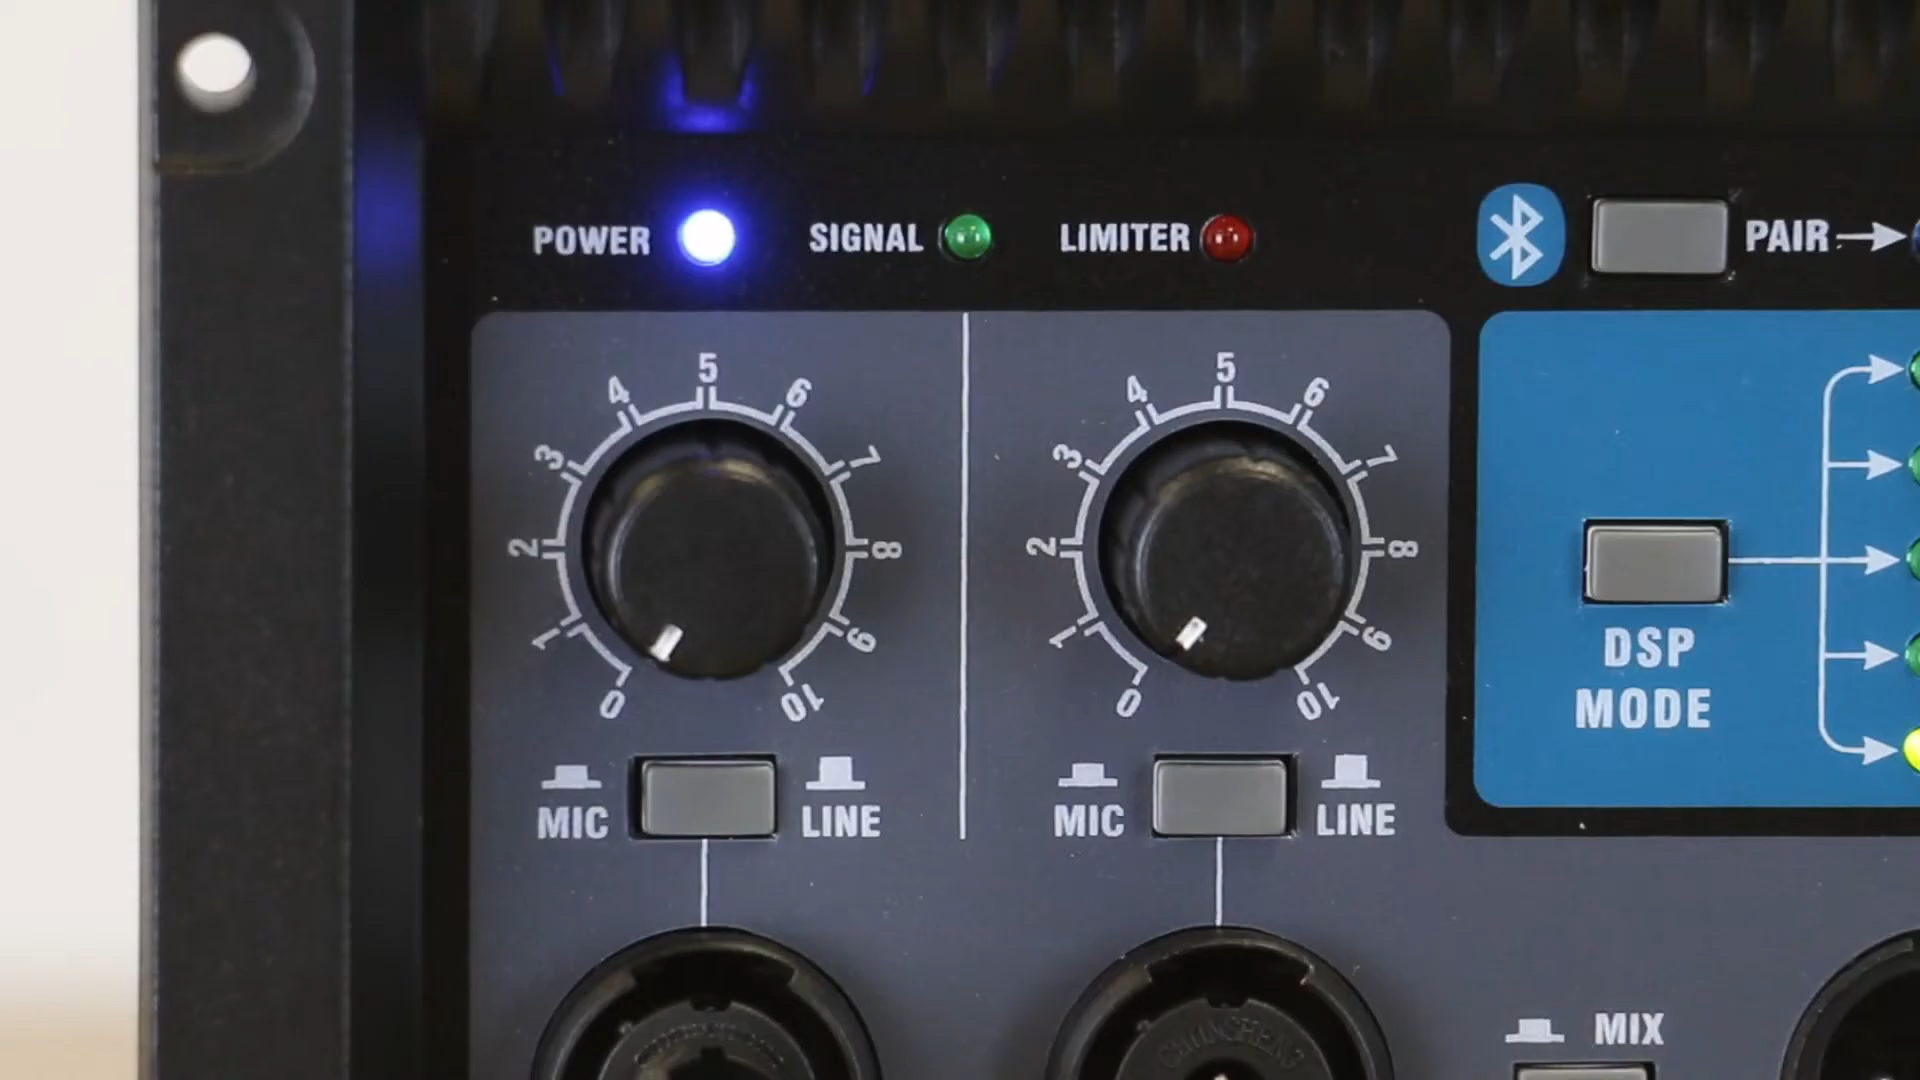 POWER SIGNAL LIMITER PAIR
0 1 2 3 4 5 6 7 8 9 10
0 1 2 3 4 5 6 7 8 9 10
MIC LINE
MIC LINE
DSP
MODE
MIX